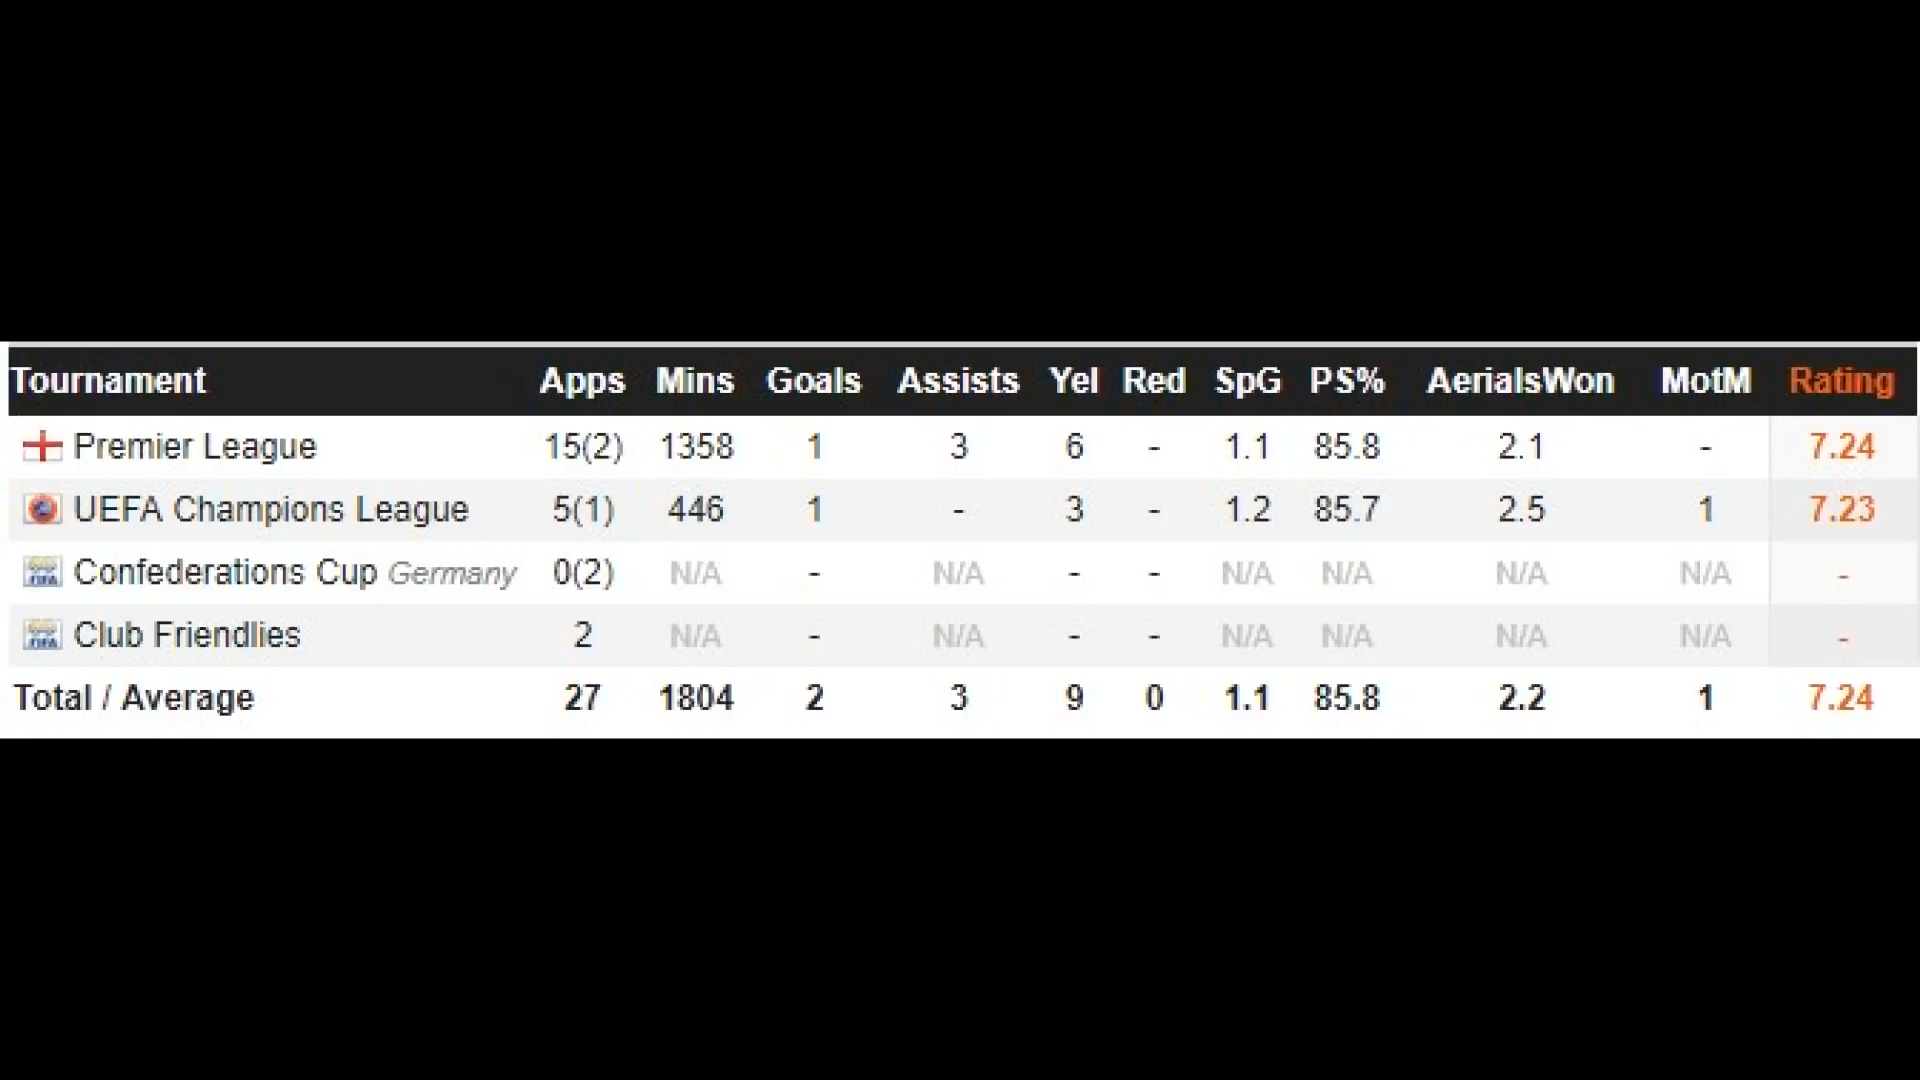 Tournament Apps Mins Goals Assists Yel Red SpG PS% AerialsWon MotM Rating
Premier League 15(2) 1358 1 3 6 - 1.1 85.8 2.1 - 7.24
UEFA Champions League 5(1) 446 1 - 3 - 1.2 85.7 2.5 1 7.23
Confederations Cup Germany 0(2) N/A - N/A - - N/A N/A N/A N/A -
Club Friendlies 2 N/A - N/A - - N/A N/A N/A N/A -
Total / Average 27 1804 2 3 9 0 1.1 85.8 2.2 1 7.24